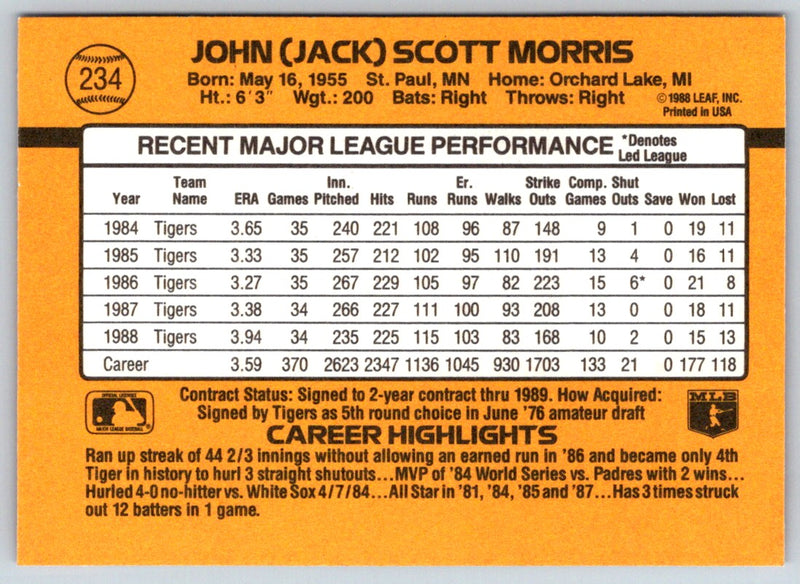 234
JOHN (JACK) SCOTT MORRIS
Born: May 16, 1955 St. Paul, MN Home: Orchard Lake, MI
Ht.: 6'3" Wgt.: 200 Bats: Right Throws: Right
©1988 LEAF, INC.
Printed in USA
RECENT MAJOR LEAGUE PERFORMANCE *Denotes Led League
Year Team Name ERA Games Inn. Pitched Hits Runs Er. Runs Walks Strike Outs Comp. Games Shut Outs Save Won Lost
1984 Tigers 3.65 35 240 221 108 96 87 148 9 1 0 19 11
1985 Tigers 3.33 35 257 212 102 95 110 191 13 4 0 16 11
1986 Tigers 3.27 35 267 229 105 97 82 223 15 6* 0 21 8
1987 Tigers 3.38 34 266 227 111 100 93 208 13 0 0 18 11
1988 Tigers 3.94 34 235 225 115 103 83 168 10 2 0 15 13
Career 3.59 370 2623 2347 1136 1045 930 1703 133 21 0 177 118
OFFICIAL LICENSEE
MAJOR LEAGUE BASEBALL
Contract Status: Signed to 2-year contract thru 1989. How Acquired:
Signed by Tigers as 5th round choice in June '76 amateur draft
MLB
CAREER HIGHLIGHTS
Ran up streak of 44 2/3 innings without allowing an earned run in '86 and became only 4th
Tiger in history to hurl 3 straight shutouts...MVP of '84 World Series vs. Padres with 2 wins...
Hurled 4-0 no-hitter vs. White Sox 4/7/84...All Star in '81, '84, '85 and '87...Has 3 times struck
out 12 batters in 1 game.